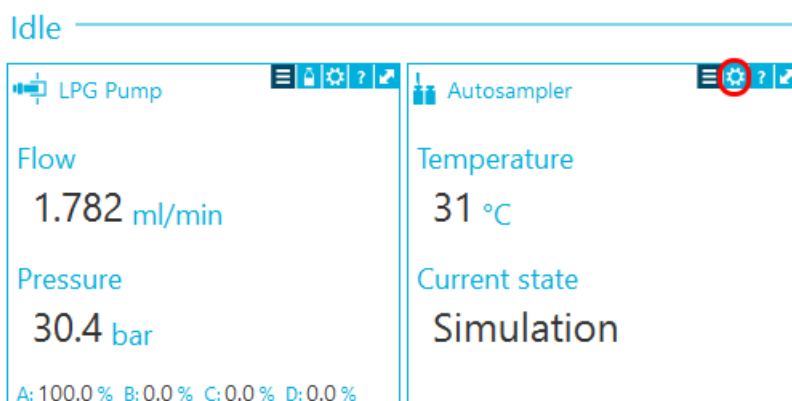 Idle
LPG Pump
?
Flow
1.782 ml/min
Pressure
30.4 bar
A: 100.0 % B: 0.0 % C: 0.0 % D: 0.0 %
Autosampler
?
Temperature
31 °C
Current state
Simulation